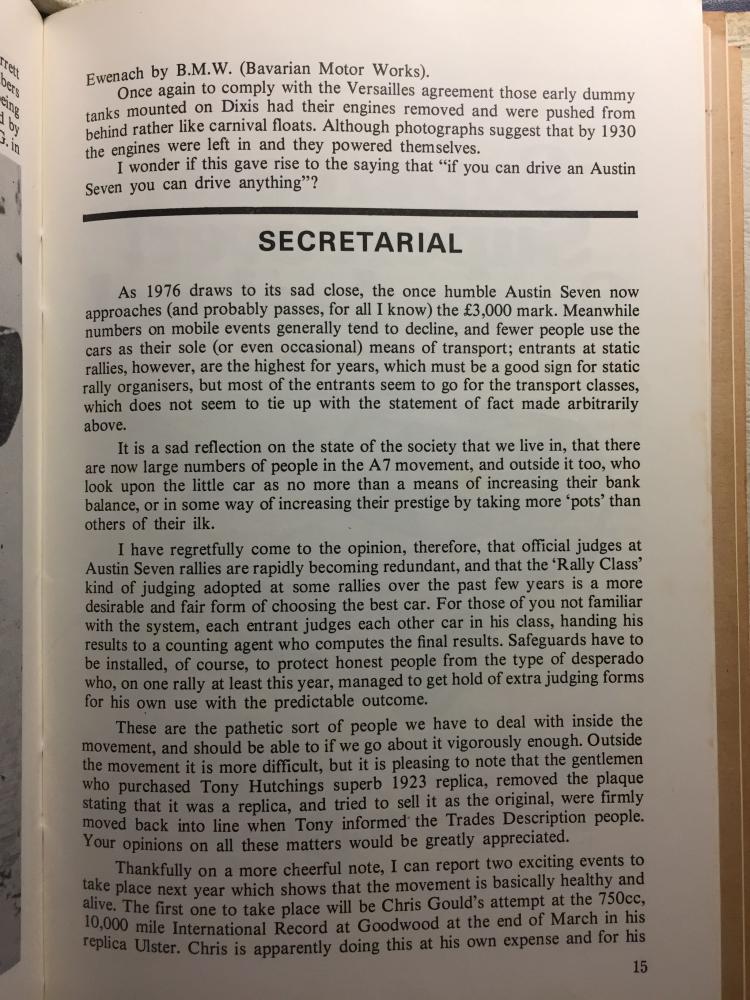 rrett
bers
eing
d by
G. in
Ewenach by B.M.W. (Bavarian Motor Works).
Once again to comply with the Versailles agreement those early dummy
tanks mounted on Dixis had their engines removed and were pushed from
behind rather like carnival floats. Although photographs suggest that by 1930
the engines were left in and they powered themselves.
I wonder if this gave rise to the saying that “if you can drive an Austin
Seven you can drive anything”?
SECRETARIAL
As 1976 draws to its sad close, the once humble Austin Seven now
approaches (and probably passes, for all I know) the £3,000 mark. Meanwhile
numbers on mobile events generally tend to decline, and fewer people use the
cars as their sole (or even occasional) means of transport; entrants at static
rallies, however, are the highest for years, which must be a good sign for static
rally organisers, but most of the entrants seem to go for the transport classes,
which does not seem to tie up with the statement of fact made arbitrarily
above.
It is a sad reflection on the state of the society that we live in, that there
are now large numbers of people in the A7 movement, and outside it too, who
look upon the little car as no more than a means of increasing their bank
balance, or in some way of increasing their prestige by taking more ‘pots’ than
others of their ilk.
I have regretfully come to the opinion, therefore, that official judges at
Austin Seven rallies are rapidly becoming redundant, and that the ‘Rally Class’
kind of judging adopted at some rallies over the past few years is a more
desirable and fair form of choosing the best car. For those of you not familiar
with the system, each entrant judges each other car in his class, handing his
results to a counting agent who computes the final results. Safeguards have to
be installed, of course, to protect honest people from the type of desperado
who, on one rally at least this year, managed to get hold of extra judging forms
for his own use with the predictable outcome.
These are the pathetic sort of people we have to deal with inside the
movement, and should be able to if we go about it vigorously enough. Outside
the movement it is more difficult, but it is pleasing to note that the gentlemen
who purchased Tony Hutchings superb 1923 replica, removed the plaque
stating that it was a replica, and tried to sell it as the original, were firmly
moved back into line when Tony informed the Trades Description people.
Your opinions on all these matters would be greatly appreciated.
Thankfully on a more cheerful note, I can report two exciting events to
take place next year which shows that the movement is basically healthy and
alive. The first one to take place will be Chris Gould’s attempt at the 750cc,
10,000 mile International Record at Goodwood at the end of March in his
replica Ulster. Chris is apparently doing this at his own expense and for his
15